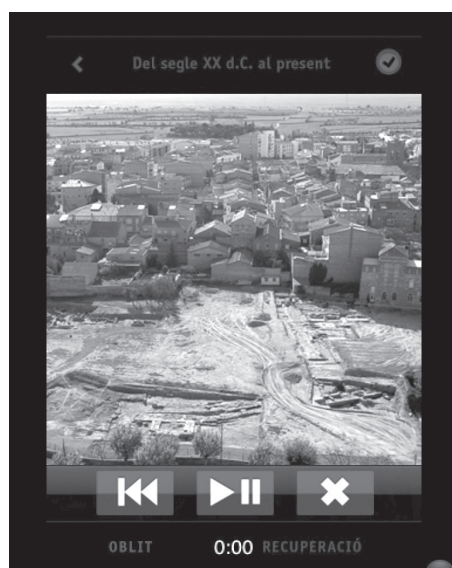 Del segle XX d.C. al present
OBLIT 0:00 RECUPERACIÓ